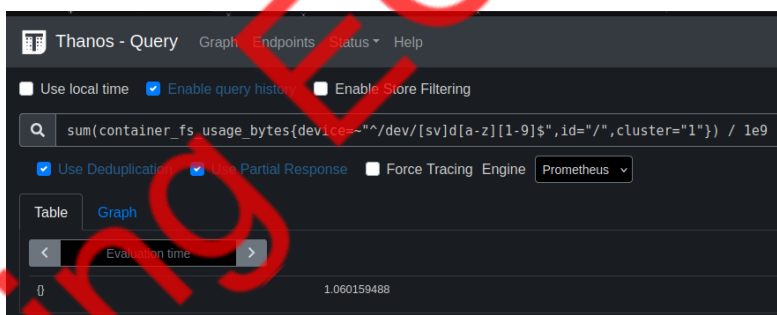 Thanos - Query Graph Endpoints Status Help
Use local time Enable query history Enable Store Filtering
sum(container_fs_usage_bytes{device=~"^/dev/[sv]d[a-z][1-9]$",id="/",cluster="1"}) / 1e9
Use Deduplication Use Partial Response Force Tracing Engine Prometheus
Table Graph
Evaluation time
{} 1.060159488